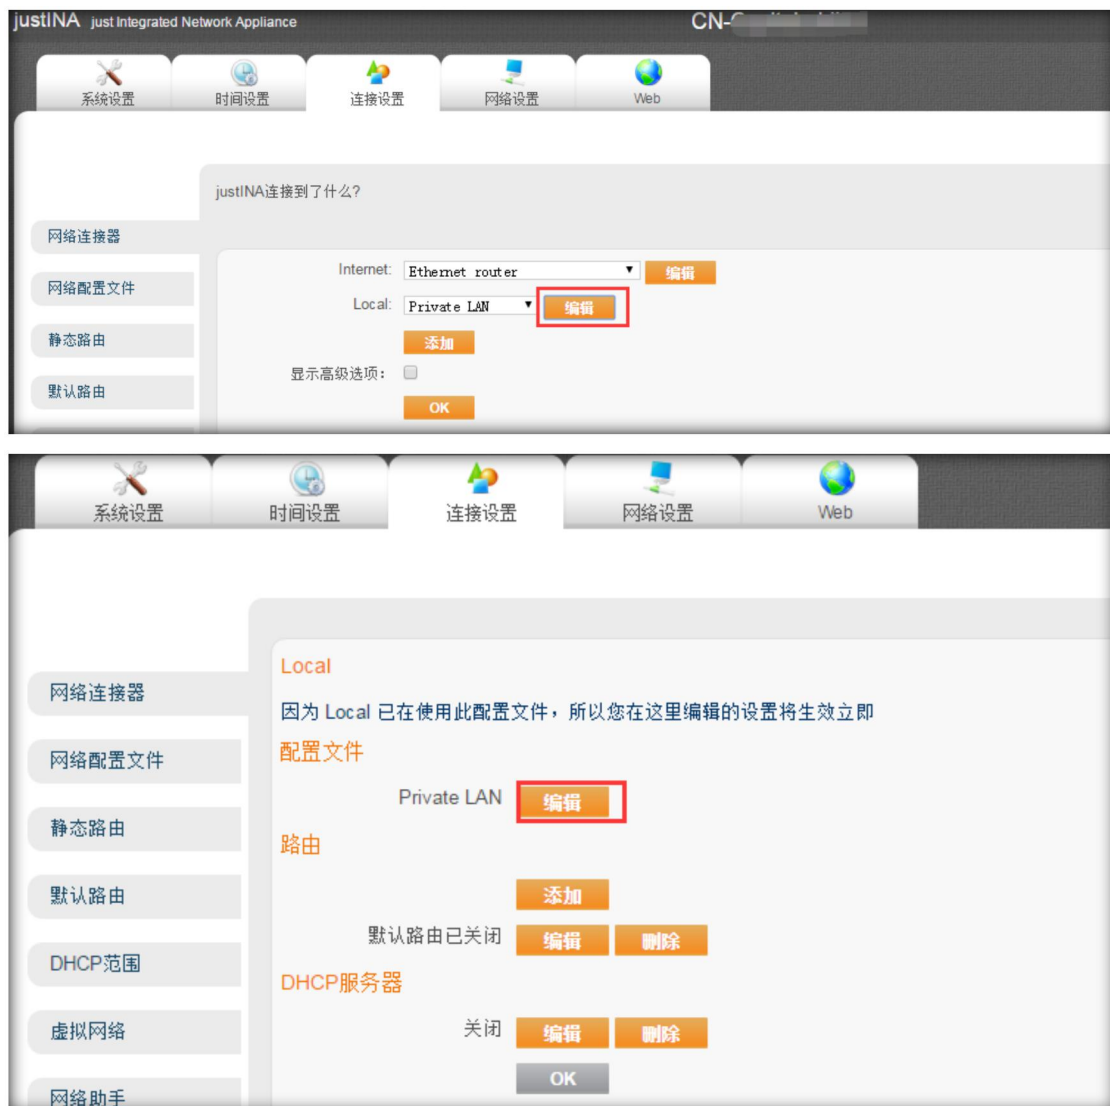 justINA just Integrated Network Appliance CN-
系统设置 时间设置 连接设置 网络设置 Web
justINA连接到了什么?
网络连接器
Internet: Ethernet router 编辑
网络配置文件
Local: Private LAN 编辑
静态路由 添加
显示高级选项:
默认路由
OK
系统设置 时间设置 连接设置 网络设置 Web
Local
网络连接器
因为 Local 已在使用此配置文件，所以您在这里编辑的设置将生效立即
配置文件
网络配置文件
Private LAN 编辑
静态路由
路由
默认路由 添加
默认路由已关闭 编辑 删除
DHCP范围
DHCP服务器
虚拟网络 关闭 编辑 删除
OK
网络助手